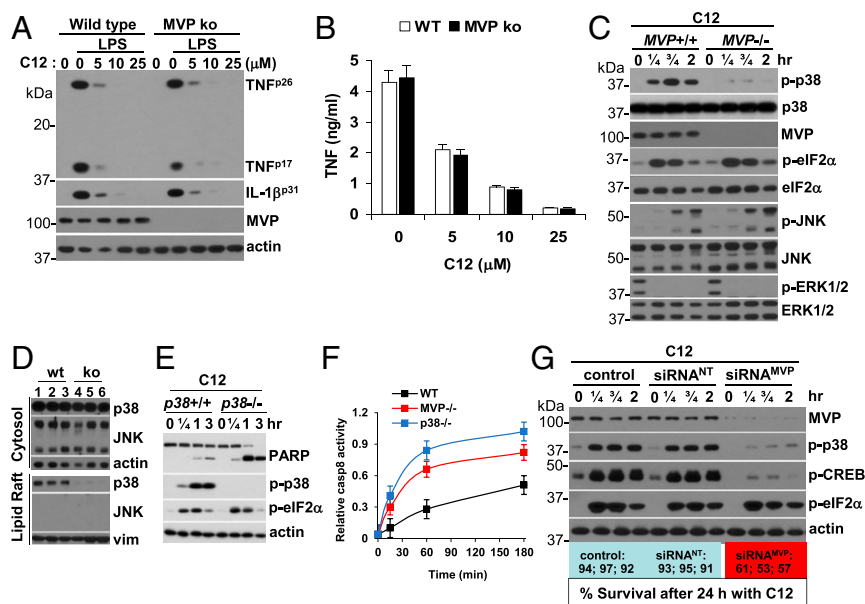 A
Wild type MVP ko
LPS LPS
C12 : 0 0 5 10 25 0 0 5 10 25 (μM)
kDa
TNFp26
20
TNFp17
37
IL-1βp31
100
MVP
37
actin
B
WT MVP ko
TNF (ng/ml)
5
4
3
2
1
0
0 5 10 25
C12 (μM)
C
C12
MVP+/+ MVP-/-
0 ¼ ¾ 2 0 ¼ ¾ 2 hr
kDa
37 p-p38
p38
100 MVP
37 p-eIF2α
eIF2α
50 p-JNK
50 JNK
37 p-ERK1/2
37 ERK1/2
D
wt ko
1 2 3 4 5 6
Cytosol
p38
JNK
actin
Lipid Raft
p38
JNK
vim
E
C12
p38+/+ p38-/-
0 ¼ 1 3 0 ¼ 1 3 hr
PARP
p-p38
p-eIF2α
actin
F
WT
MVP-/-
p38-/-
Relative casp8 activity
1.2
0.9
0.6
0.3
0
0 60 120 180
Time (min)
G
C12
control siRNANT siRNAMVP
0 ¼ ¾ 2 0 ¼ ¾ 2 0 ¼ ¾ 2 hr
kDa
100 MVP
37 p-p38
50
p-CREB
37
p-eIF2α
actin
37
control: siRNANT: siRNAMVP:
94; 97; 92 93; 95; 91 61; 53; 57
% Survival after 24 h with C12